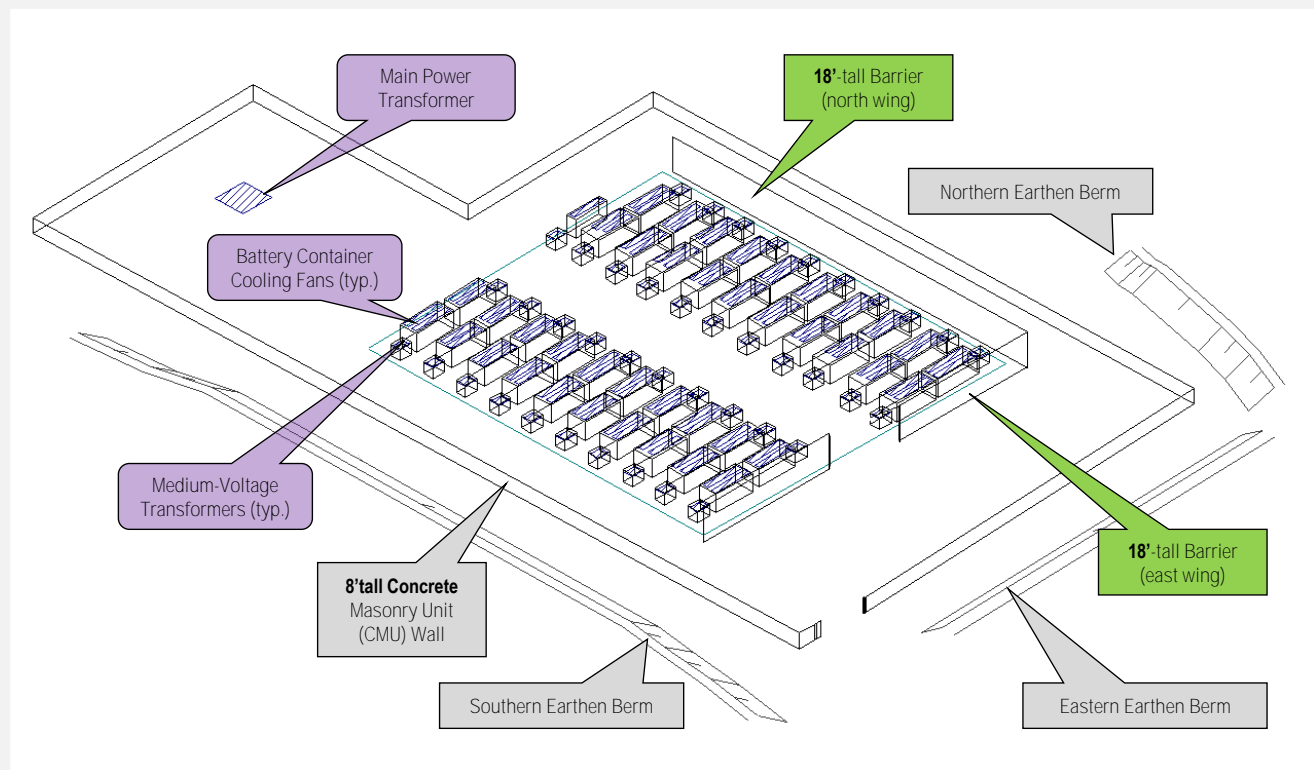 Main Power
Transformer
18'-tall Barrier
(north wing)
Northern Earthen Berm
Battery Container
Cooling Fans (typ.)
Medium-Voltage
Transformers (typ.)
8'tall Concrete
Masonry Unit
(CMU) Wall
18'-tall Barrier
(east wing)
Southern Earthen Berm
Eastern Earthen Berm